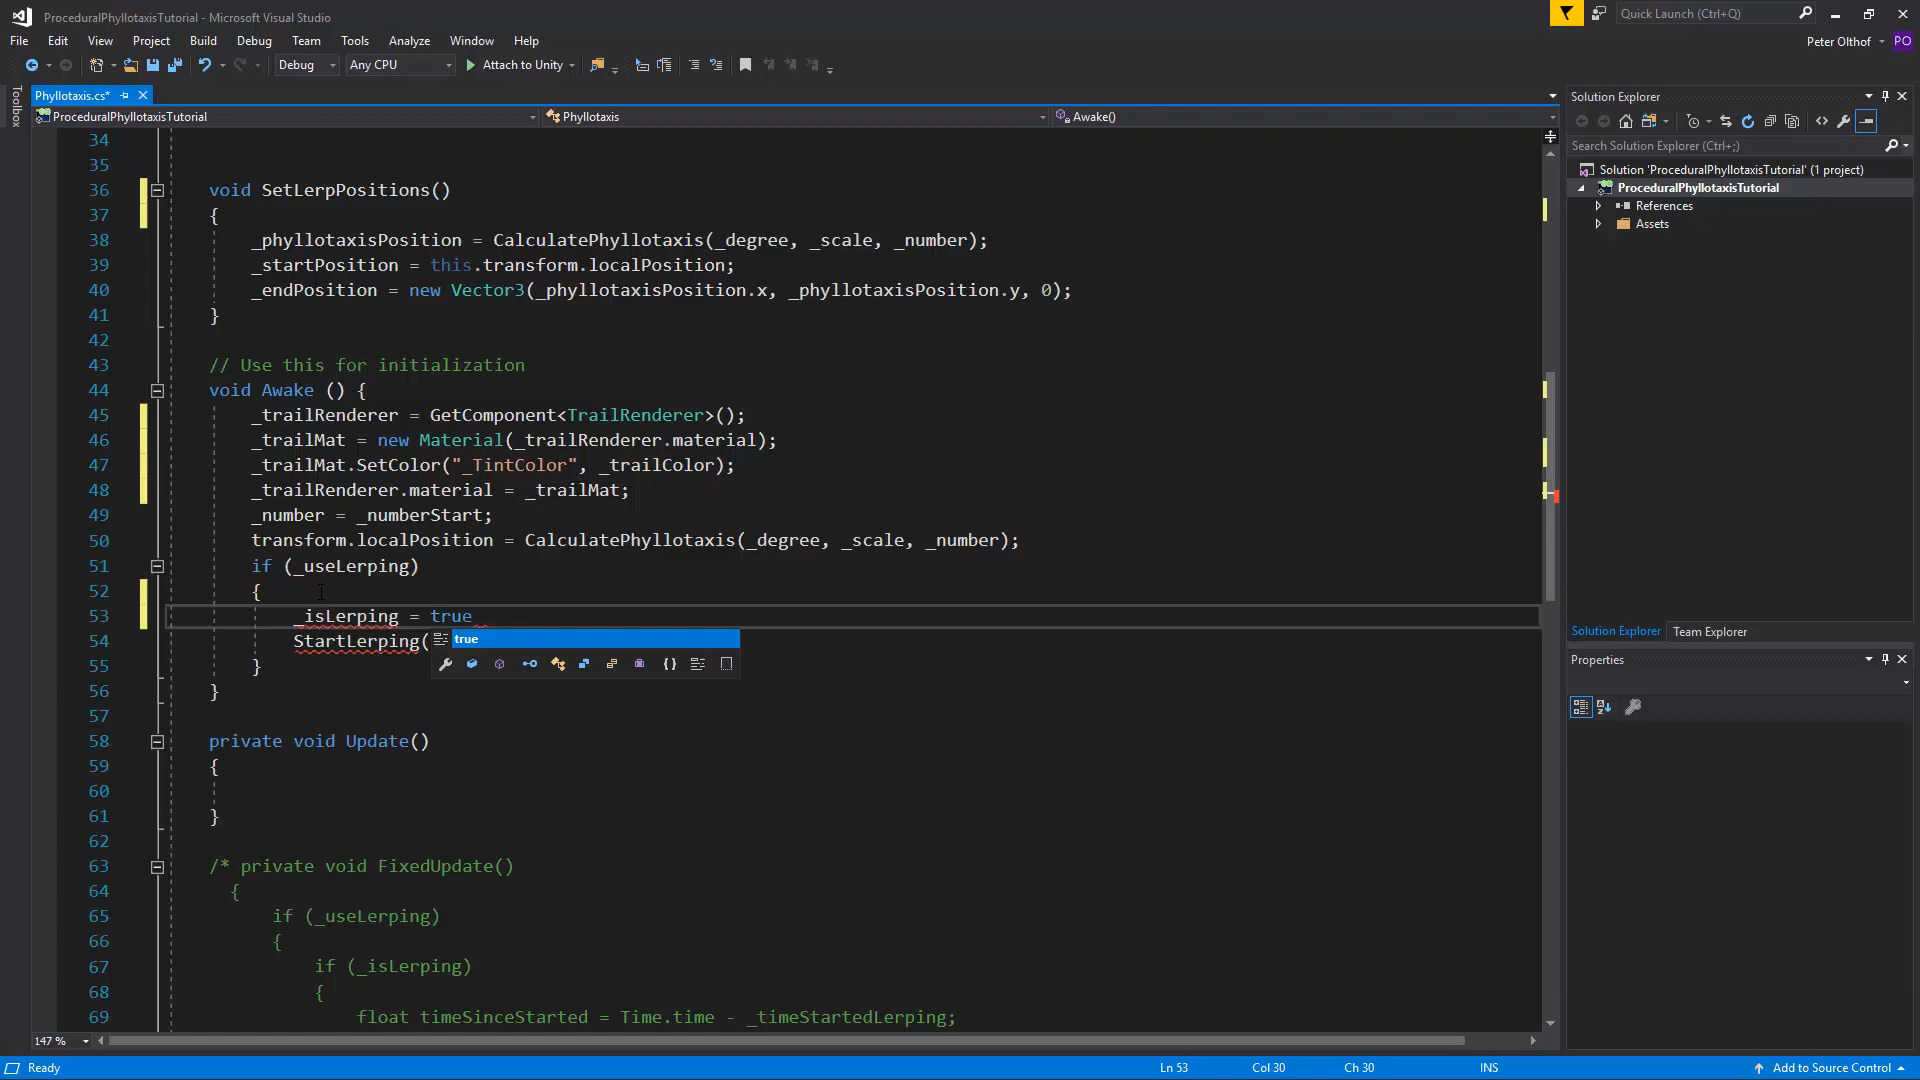 ProceduralPhyllotaxisTutorial - Microsoft Visual Studio
Quick Launch (Ctrl+Q)
File Edit View Project Build Debug Team Tools Analyze Window Help
Peter Olthof PO
Debug Any CPU Attach to Unity
Toolbox
Phyllotaxis.cs*
ProceduralPhyllotaxisTutorial Phyllotaxis Awake()
34
35
36 void SetLerpPositions()
37 {
38 _phyllotaxisPosition = CalculatePhyllotaxis(_degree, _scale, _number);
39 _startPosition = this.transform.localPosition;
40 _endPosition = new Vector3(_phyllotaxisPosition.x, _phyllotaxisPosition.y, 0);
41 }
42
43 // Use this for initialization
44 void Awake () {
45 _trailRenderer = GetComponent<TrailRenderer>();
46 _trailMat = new Material(_trailRenderer.material);
47 _trailMat.SetColor("_TintColor", _trailColor);
48 _trailRenderer.material = _trailMat;
49 _number = _numberStart;
50 transform.localPosition = CalculatePhyllotaxis(_degree, _scale, _number);
51 if (_useLerping)
52 {
53 _isLerping = true
54 StartLerping(
true
55 }
56 }
57
58 private void Update()
59 {
60
61 }
62
63 /* private void FixedUpdate()
64 {
65 if (_useLerping)
66 {
67 if (_isLerping)
68 {
69 float timeSinceStarted = Time.time - _timeStartedLerping;
147 %
Solution Explorer
Search Solution Explorer (Ctrl+;)
Solution 'ProceduralPhyllotaxisTutorial' (1 project)
ProceduralPhyllotaxisTutorial
References
Assets
Solution Explorer Team Explorer
Properties
Ready Ln 53 Col 30 Ch 30 INS Add to Source Control